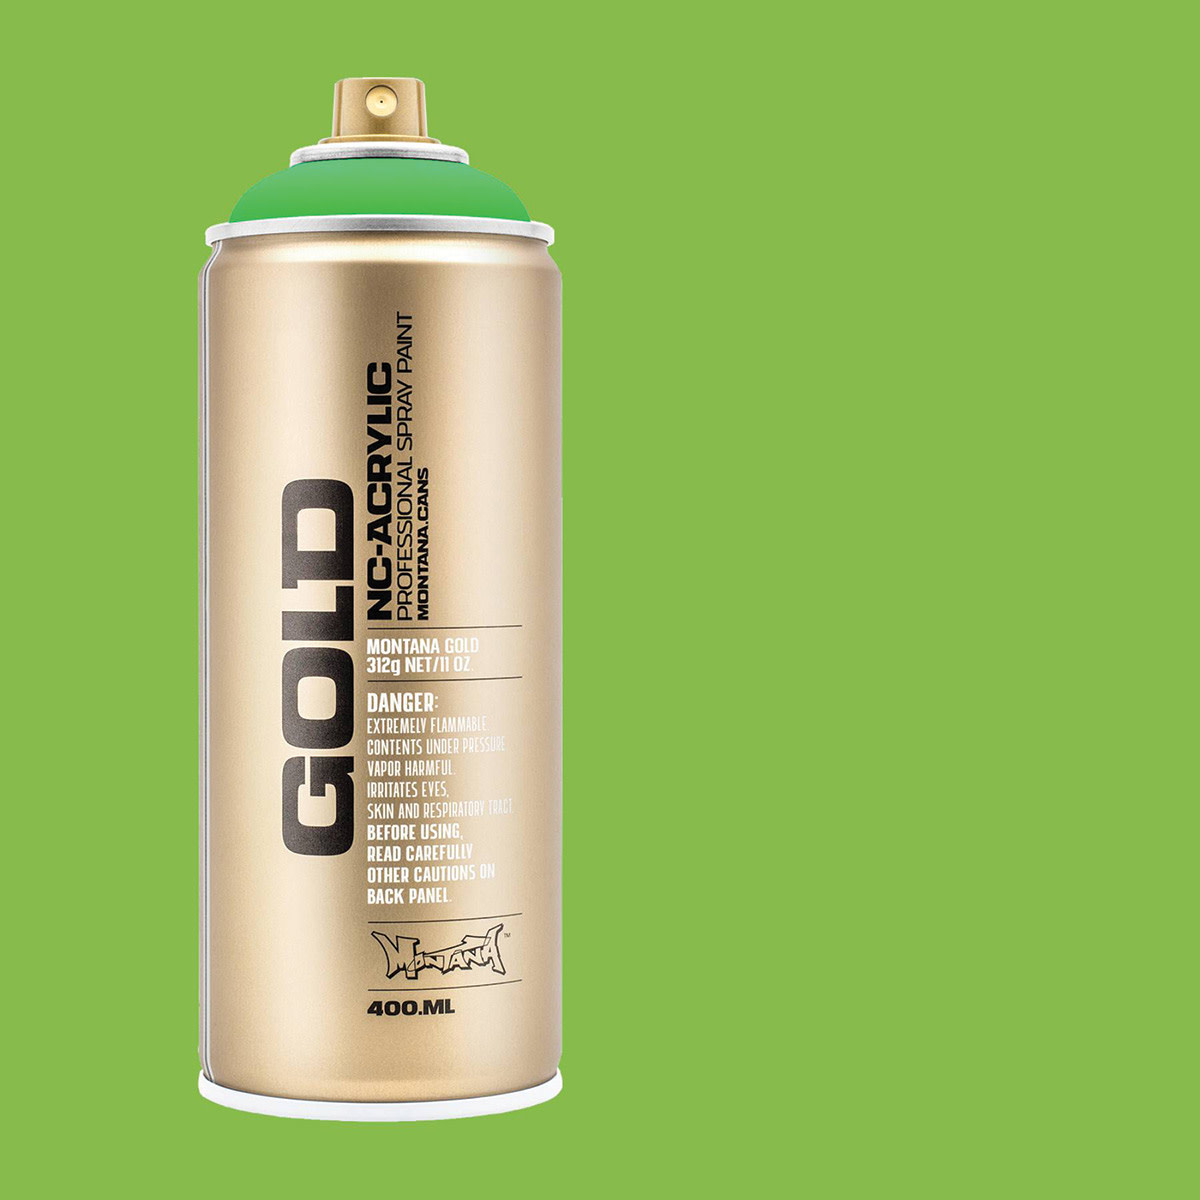 GOLD
NC-ACRYLIC
PROFESSIONAL SPRAY PAINT
MONTANA.CANS
MONTANA GOLD
312g NET/11 OZ.
DANGER:
EXTREMELY FLAMMABLE
CONTENTS UNDER PRESSURE
VAPOR HARMFUL.
IRRITATES EYES,
SKIN AND RESPIRATORY TRACT.
BEFORE USING,
READ CAREFULLY
OTHER CAUTIONS ON
BACK PANEL.
MONTANA™
400.ML